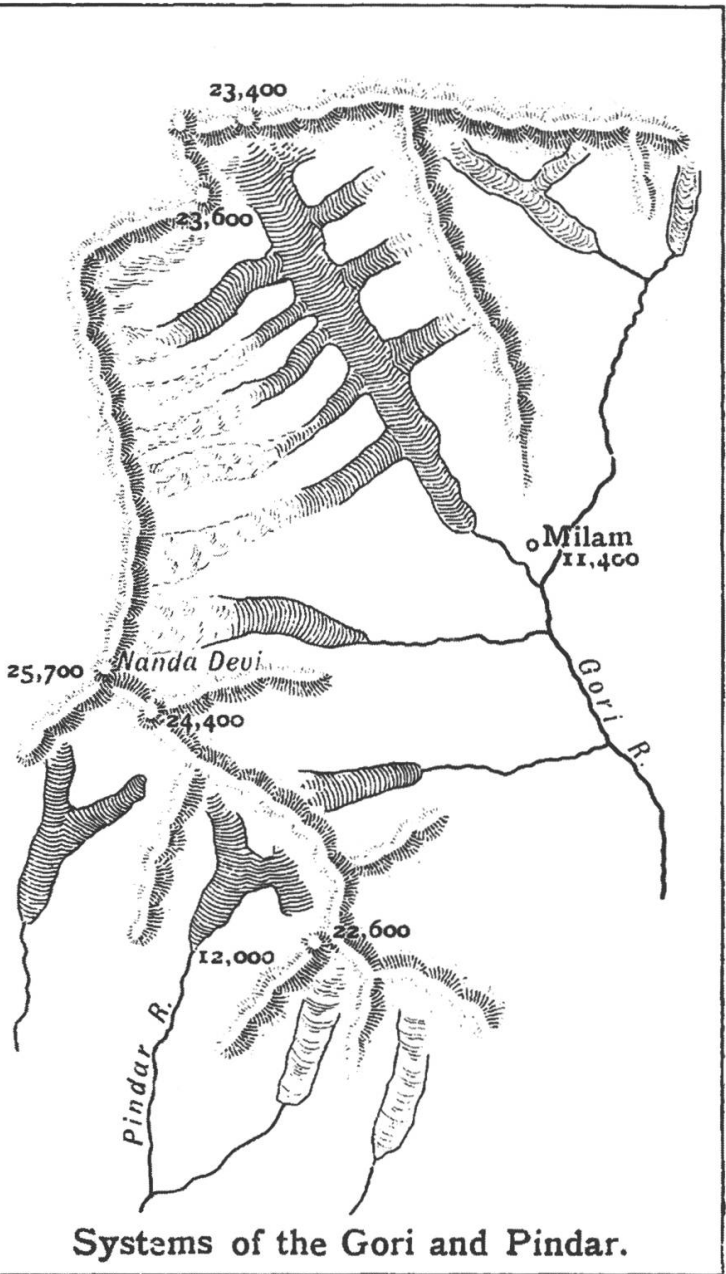 23,400
23,600
Milam
11,400
Nanda Devi
25,700
24,400
Gori R.
22,600
12,000
Pindar R.
Systems of the Gori and Pindar.